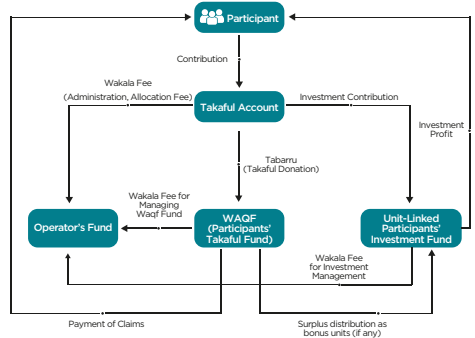 Participant
Contribution
Wakala Fee
(Administration, Allocation Fee)
Takaful Account
Investment Contribution
Investment
Profit
Tabarru
(Takaful Donation)
Wakala Fee for
Managing
Waqf Fund
Operator's Fund
WAQF
(Participants'
Takaful Fund)
Unit-Linked
Participants'
Investment Fund
Wakala Fee
for Investment
Management
Payment of Claims
Surplus distribution as
bonus units (if any)